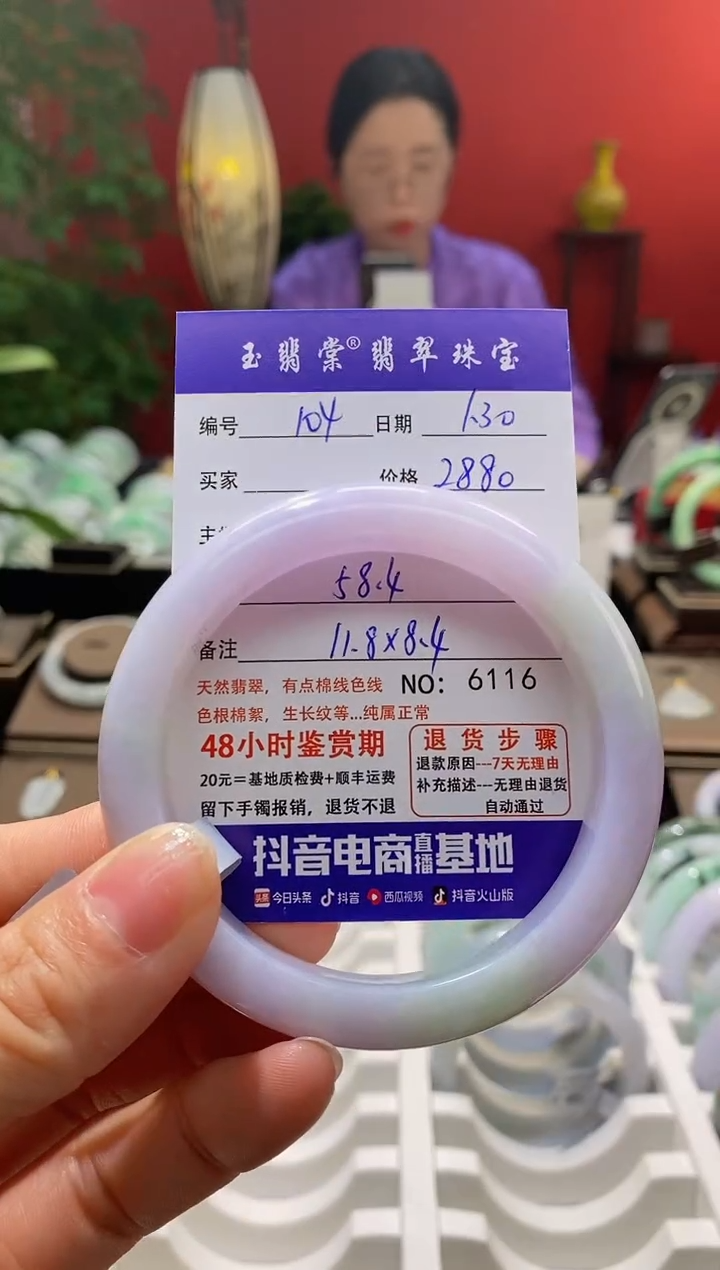 玉翡棠® 翡翠珠宝
编号 104 日期 1.30
买家 价格 2880
58.4
备注 11.8×8.4
天然翡翠，有点棉线色线 NO: 6116
色根棉絮，生长纹等...纯属正常
48小时鉴赏期
20元=基地质检费+顺丰运费
留下手镯报销，退货不退
退货步骤
退款原因---7天无理由
补充描述---无理由退货
自动通过
抖音电商直播基地
头条 今日头条 抖音 西瓜视频 抖音火山版